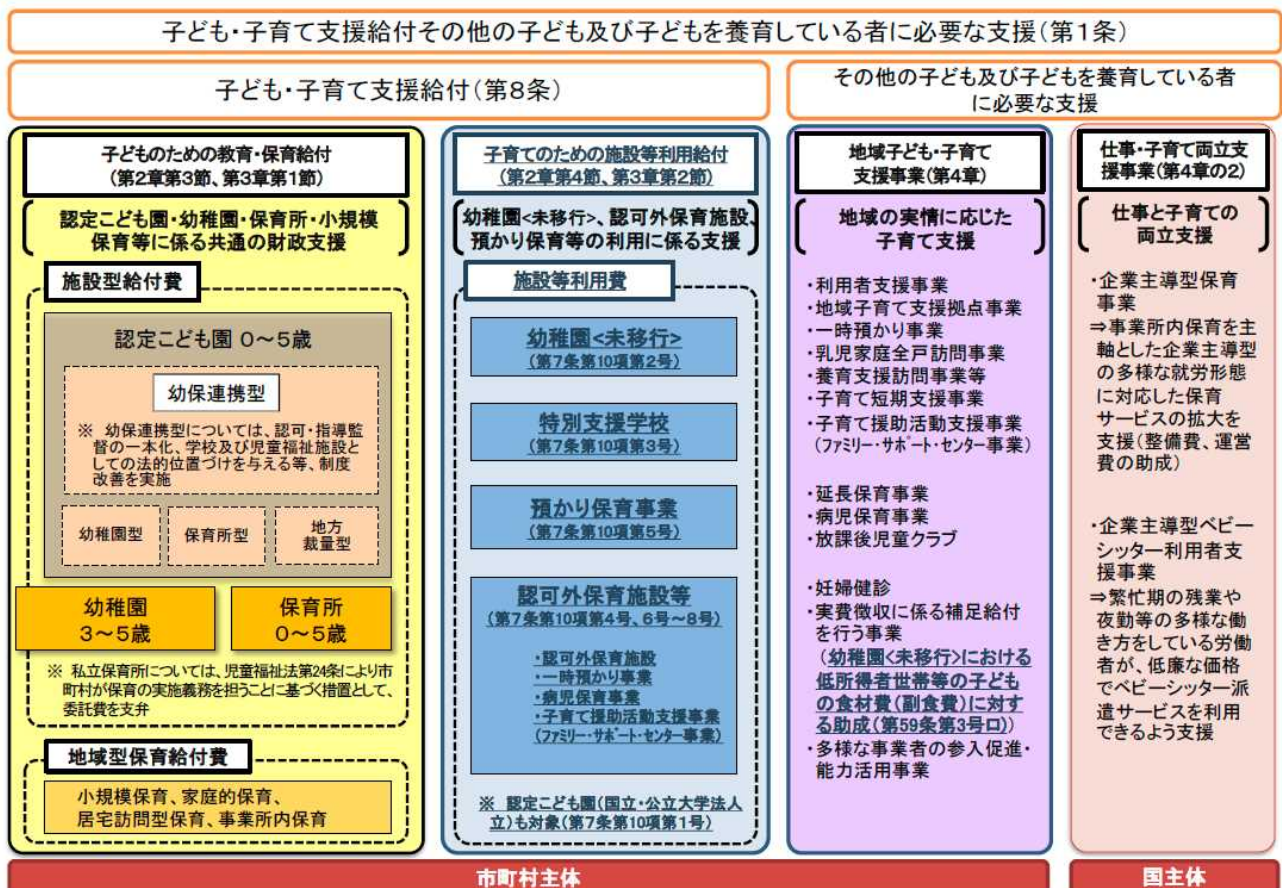 子ども・子育て支援給付その他の子ども及び子どもを養育している者に必要な支援(第1条)
子ども・子育て支援給付(第8条)
その他の子ども及び子どもを養育している者
に必要な支援
子どものための教育・保育給付
(第2章第3節、第3章第1節)
認定こども園・幼稚園・保育所・小規模
保育等に係る共通の財政支援
施設型給付費
認定こども園 0～5歳
幼保連携型
※ 幼保連携型については、認可・指導監
督の一本化、学校及び児童福祉施設と
しての法的位置づけを与える等、制度
改善を実施
幼稚園型
保育所型
地方
裁量型
幼稚園
3～5歳
保育所
0～5歳
※ 私立保育所については、児童福祉法第24条により市
町村が保育の実施義務を担うことに基づく措置として、
委託費を支弁
地域型保育給付費
小規模保育、家庭的保育、
居宅訪問型保育、事業所内保育
子育てのための施設等利用給付
(第2章第4節、第3章第2節)
幼稚園<未移行>、認可外保育施設、
預かり保育等の利用に係る支援
施設等利用費
幼稚園<未移行>
(第7条第10項第2号)
特別支援学校
(第7条第10項第3号)
預かり保育事業
(第7条第10項第5号)
認可外保育施設等
(第7条第10項第4号、6号～8号)
・認可外保育施設
・一時預かり事業
・病児保育事業
・子育て援助活動支援事業
(ファミリー・サポート・センター事業)
※ 認定こども園(国立・公立大学法人
立)も対象(第7条第10項第1号)
地域子ども・子育て
支援事業(第4章)
地域の実情に応じた
子育て支援
・利用者支援事業
・地域子育て支援拠点事業
・一時預かり事業
・乳児家庭全戸訪問事業
・養育支援訪問事業等
・子育て短期支援事業
・子育て援助活動支援事業
(ファミリー・サポート・センター事業)
・延長保育事業
・病児保育事業
・放課後児童クラブ
・妊婦健診
・実費徴収に係る補足給付
を行う事業
(幼稚園<未移行>における
低所得者世帯等の子ども
の食材費(副食費)に対す
る助成(第59条第3号ロ))
・多様な事業者の参入促進・
能力活用事業
仕事・子育て両立支
援事業(第4章の2)
仕事と子育ての
両立支援
・企業主導型保育
事業
⇒事業所内保育を主
軸とした企業主導型
の多様な就労形態
に対応した保育
サービスの拡大を
支援(整備費、運営
費の助成)
・企業主導型ベビー
シッター利用者支
援事業
⇒繁忙期の残業や
夜勤等の多様な働
き方をしている労働
者が、低廉な価格
でベビーシッター派
遣サービスを利用
できるよう支援
市町村主体
国主体